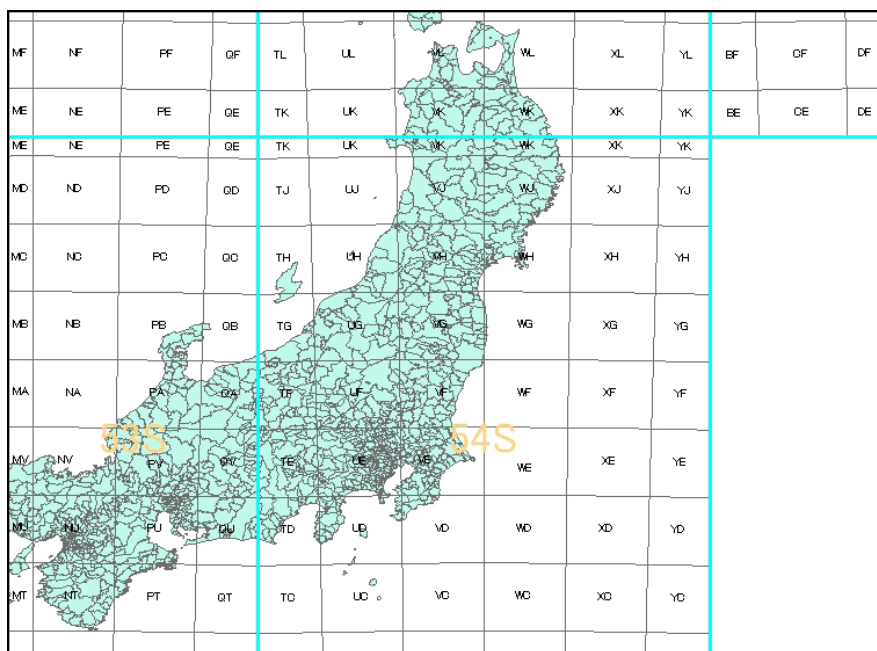 MF NF PF QF TL UL VL WL XL YL BF CF DF
ME NE PE QE TK UK VK WK XK YK BE CE DE
ME NE PE QE TK UK VK WK XK YK
MD ND PD QD TJ UJ VJ WJ XJ YJ
MC NC PC QC TH UH VH WH XH YH
MB NB PB QB TG UG VG WG XG YG
MA NA PA QA TF UF VF WF XF YF
53S 54S
MV NV PV QV TE UE VE WE XE YE
MU NU PU QU TD UD VD WD XD YD
MT NT PT QT TC UC VC WC XC YC